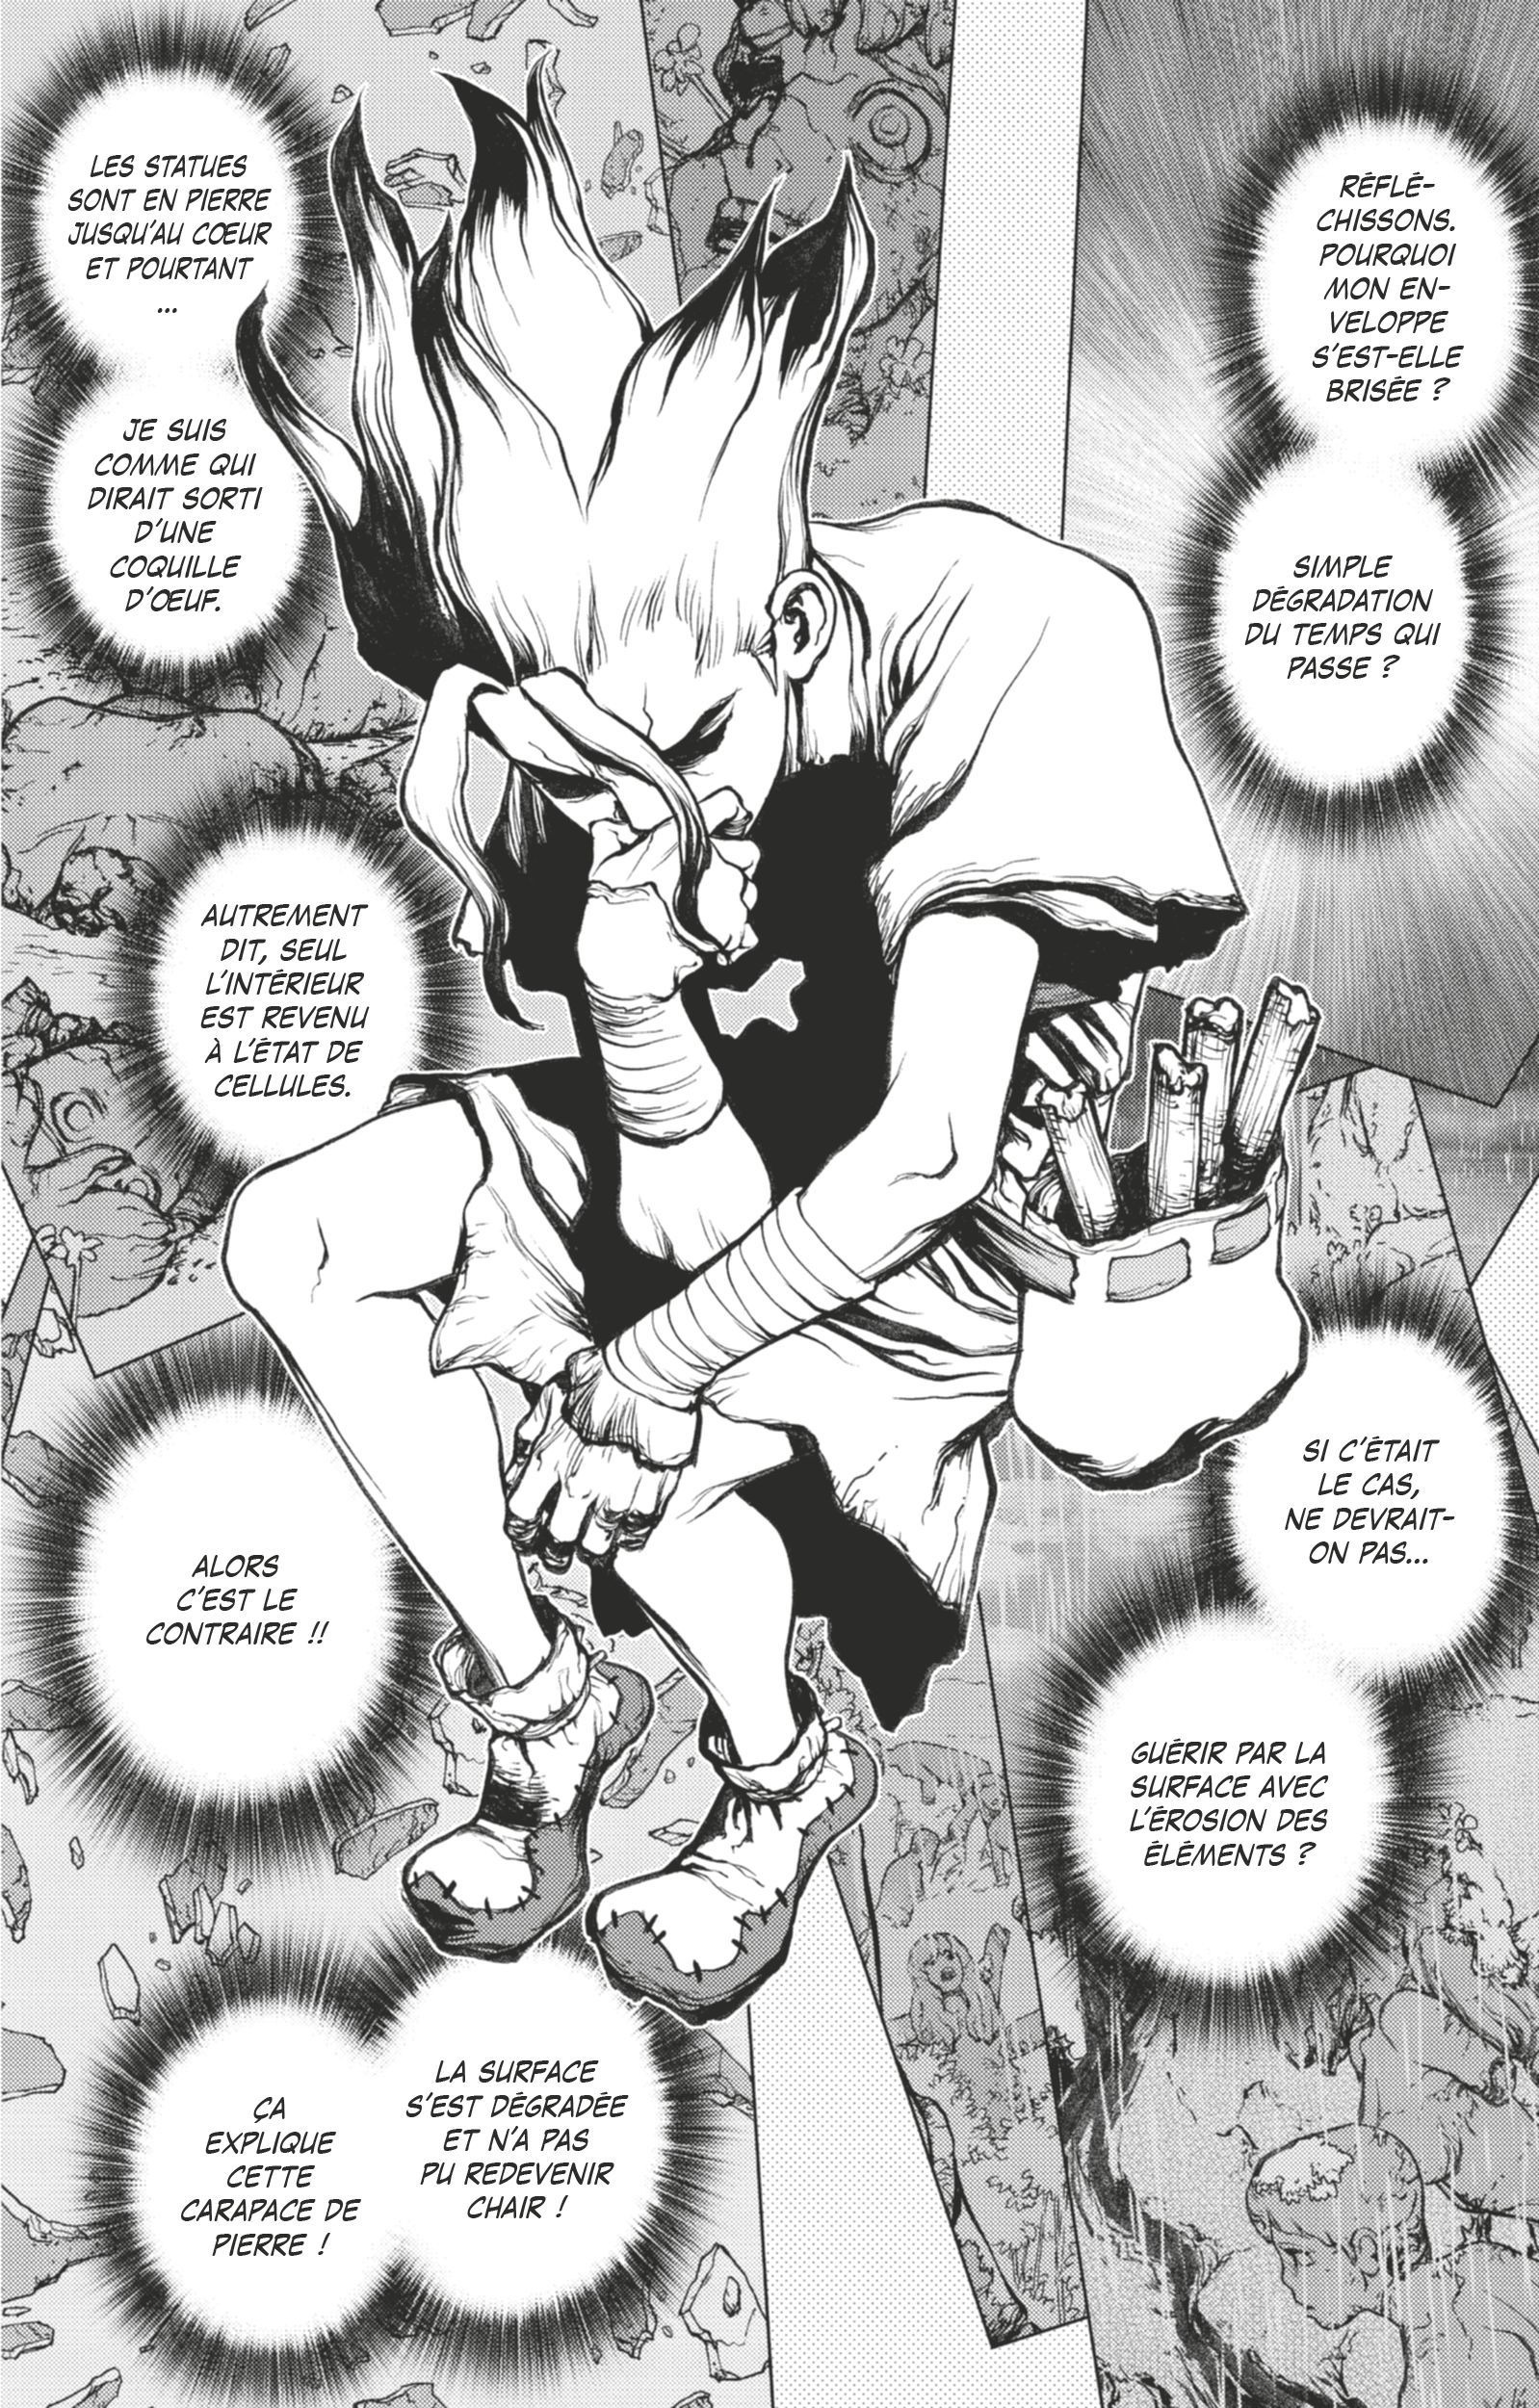 RÉFLÉ-
CHISSONS.
POURQUOI
MON EN-
VELOPPE
S'EST-ELLE
BRISÉE ?
SIMPLE
DÉGRADATION
DU TEMPS QUI
PASSE ?
SI C'ÉTAIT
LE CAS,
NE DEVRAIT-
ON PAS...
GUÉRIR PAR LA
SURFACE AVEC
L'ÉROSION DES
ÉLÉMENTS ?
LES STATUES
SONT EN PIERRE
JUSQU'AU CŒUR
ET POURTANT
...
JE SUIS
COMME QUI
DIRAIT SORTI
D'UNE
COQUILLE
D'ŒUF.
AUTREMENT
DIT, SEUL
L'INTÉRIEUR
EST REVENU
À L'ÉTAT DE
CELLULES.
ALORS
C'EST LE
CONTRAIRE !!
LA SURFACE
S'EST DÉGRADÉE
ET N'A PAS
PU REDEVENIR
CHAIR !
ÇA
EXPLIQUE
CETTE
CARAPACE DE
PIERRE !